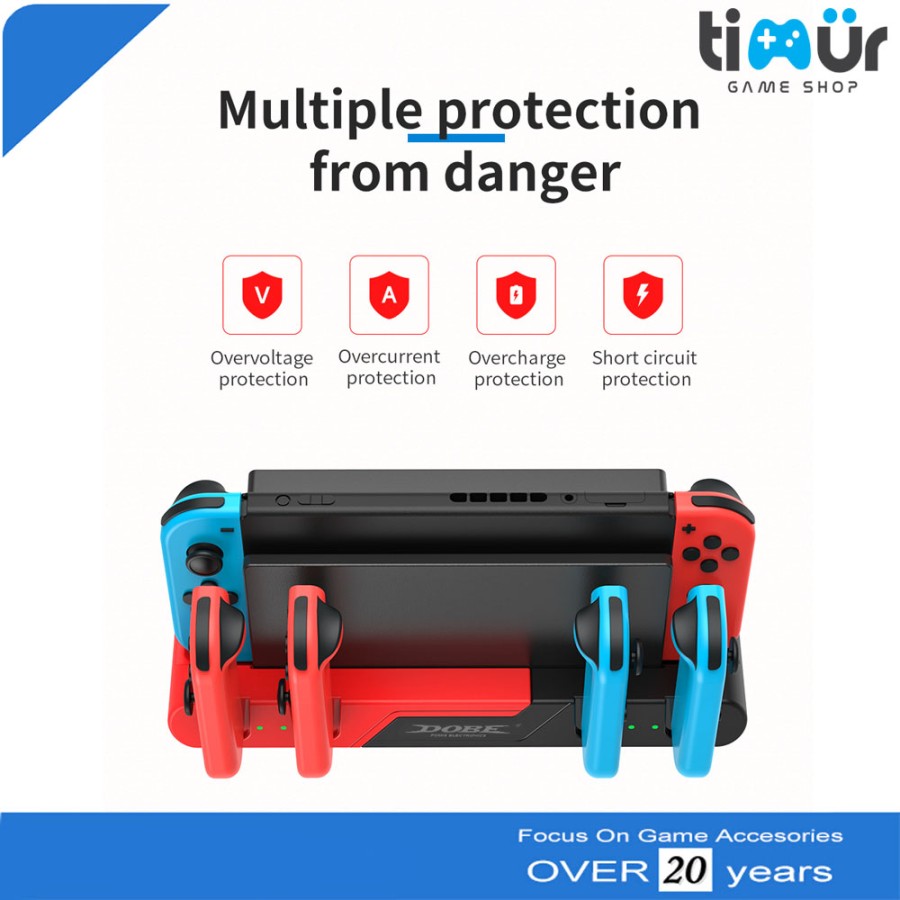 timür
GAME SHOP
Multiple protection
from danger
V
A
Overvoltage
protection
Overcurrent
protection
Overcharge
protection
Short circuit
protection
DOBE
Focus On Game Accesories
OVER 20 years